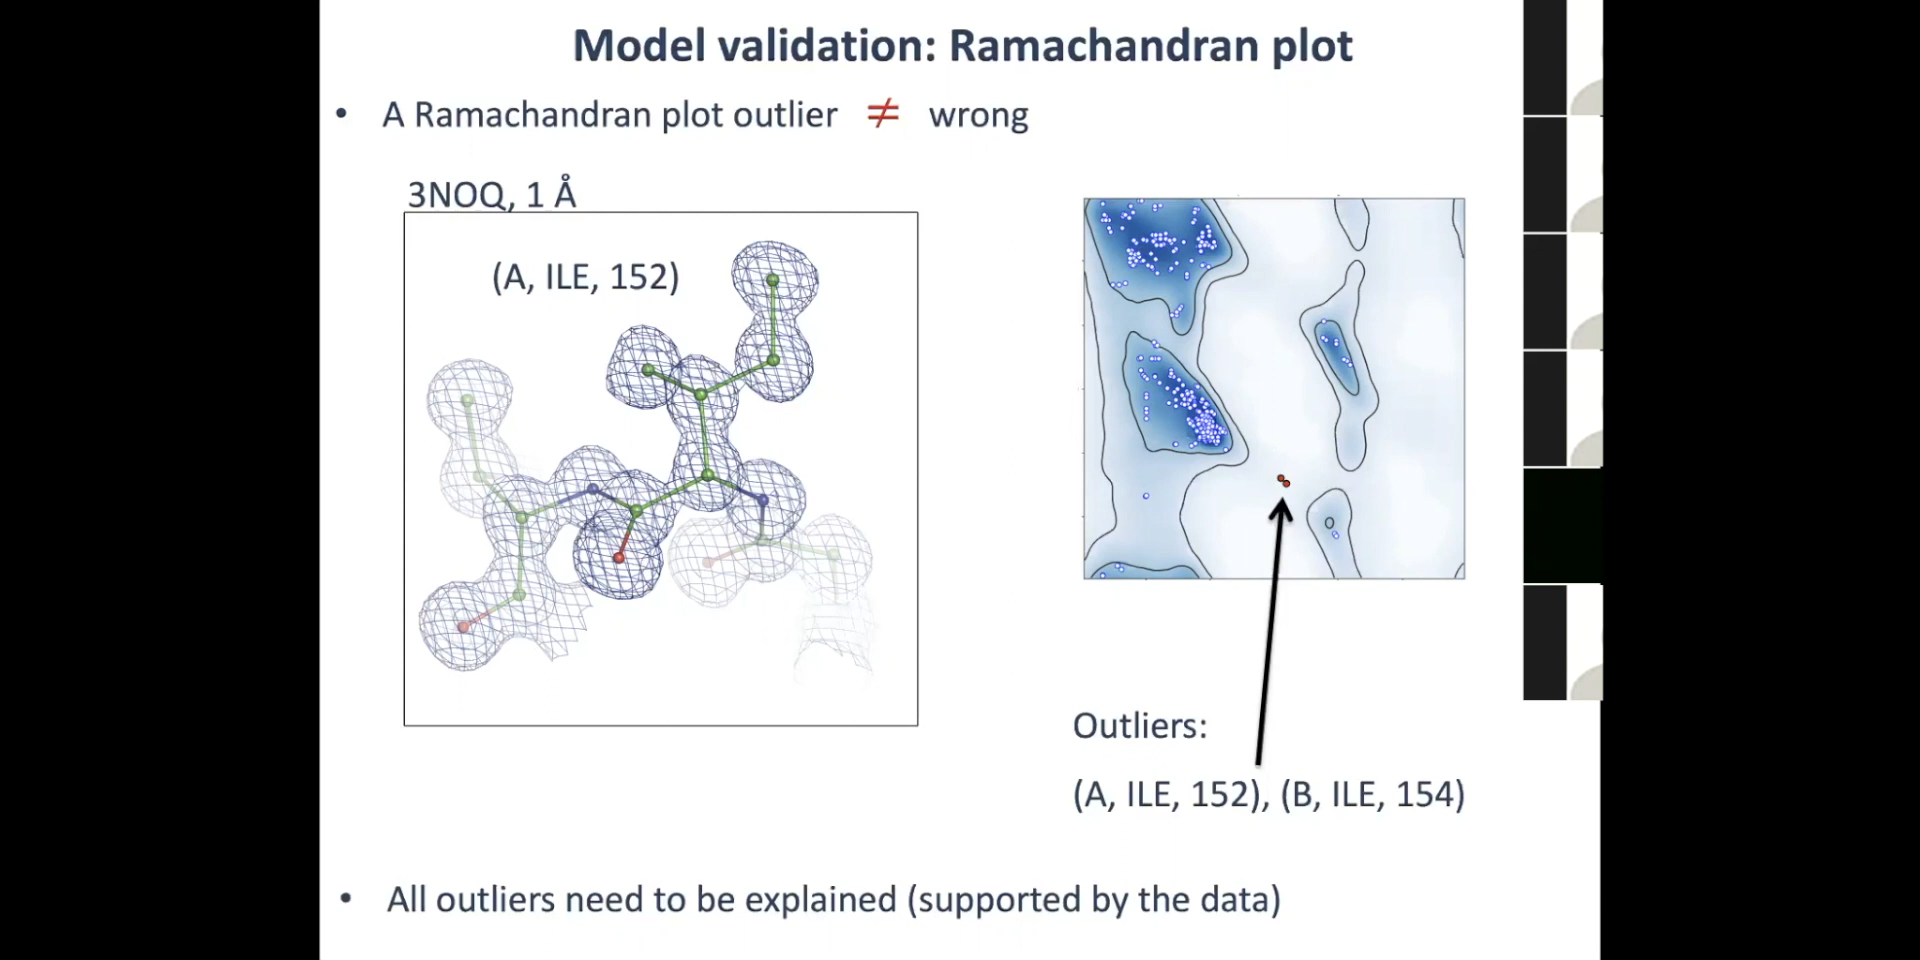 Model validation: Ramachandran plot
• A Ramachandran plot outlier ≠ wrong
3NOQ, 1 Å
(A, ILE, 152)
Outliers:
(A, ILE, 152), (B, ILE, 154)
• All outliers need to be explained (supported by the data)